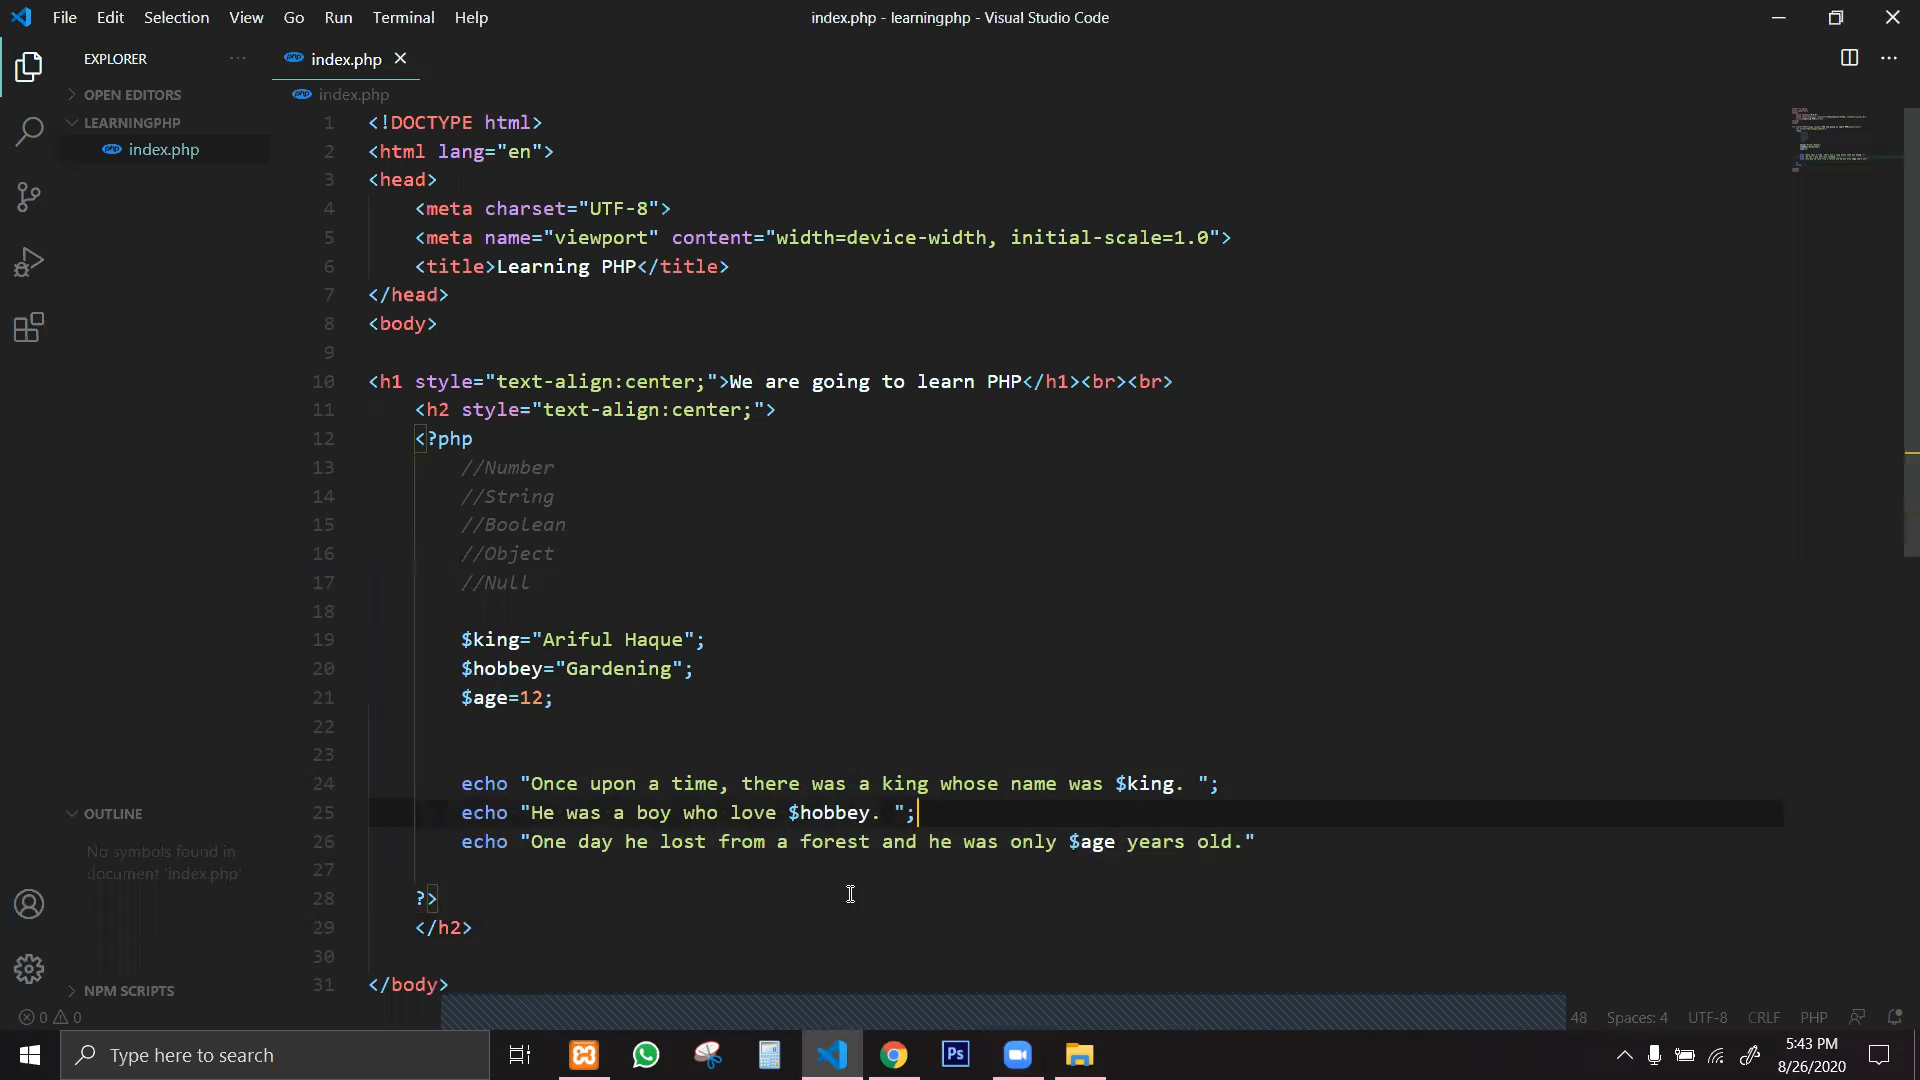 File Edit Selection View Go Run Terminal Help
index.php - learningphp - Visual Studio Code
EXPLORER
php index.php
OPEN EDITORS
LEARNINGPHP
php index.php
php index.php
1 <!DOCTYPE html>
2 <html lang="en">
3 <head>
4 <meta charset="UTF-8">
5 <meta name="viewport" content="width=device-width, initial-scale=1.0">
6 <title>Learning PHP</title>
7 </head>
8 <body>
9
10 <h1 style="text-align:center;">We are going to learn PHP</h1><br><br>
11 <h2 style="text-align:center;">
12 <?php
13 //Number
14 //String
15 //Boolean
16 //Object
17 //Null
18
19 $king="Ariful Haque";
20 $hobbey="Gardening";
21 $age=12;
22
23
24 echo "Once upon a time, there was a king whose name was $king. ";
25 echo "He was a boy who love $hobbey. ";
26 echo "One day he lost from a forest and he was only $age years old."
27
28 ?>
29 </h2>
30
31 </body>
OUTLINE
No symbols found in
document 'index.php'
NPM SCRIPTS
0 0
48 Spaces: 4 UTF-8 CRLF PHP
Type here to search
Ps
5:43 PM
8/26/2020